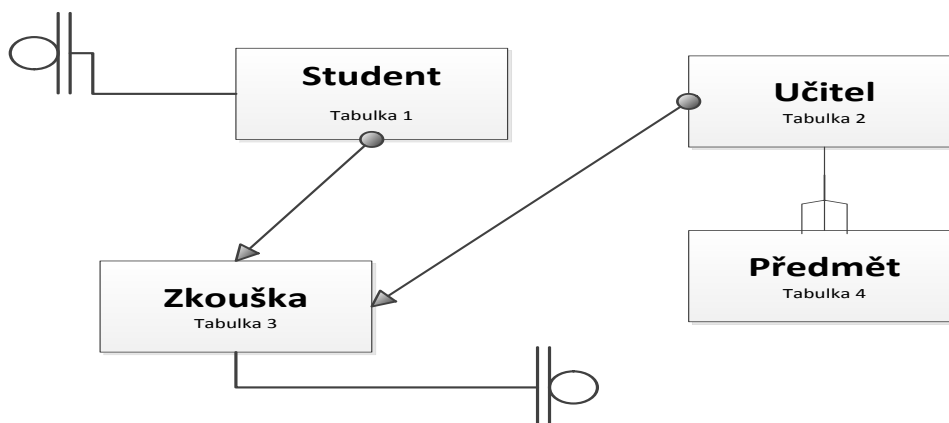 Student
Tabulka 1
Učitel
Tabulka 2
Zkouška
Tabulka 3
Předmět
Tabulka 4